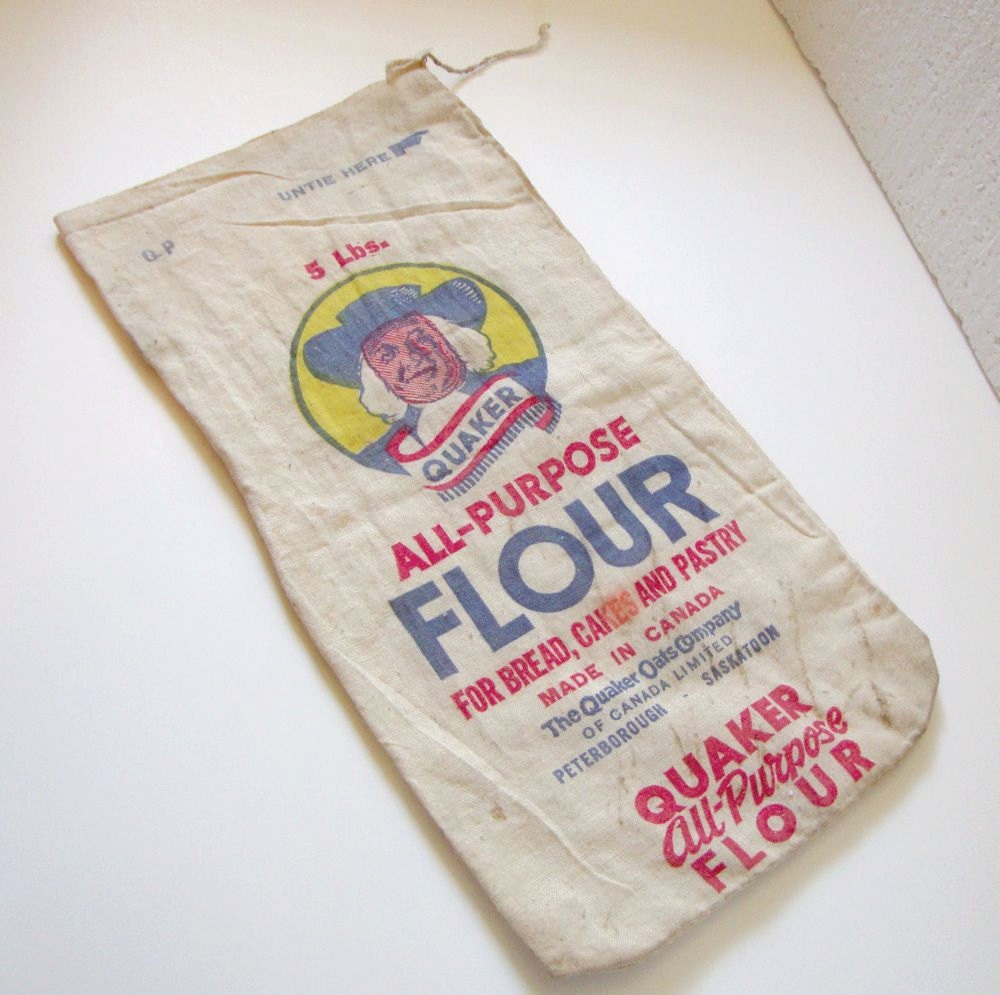 UNTIE HERE
Q P
5 Lbs.
QUAKER
ALL-PURPOSE
FLOUR
FOR BREAD, CAKES AND PASTRY
MADE IN CANADA
The Quaker Oats Company
OF CANADA LIMITED
PETERBOROUGH - SASKATOON
QUAKER
All-Purpose
FLOUR